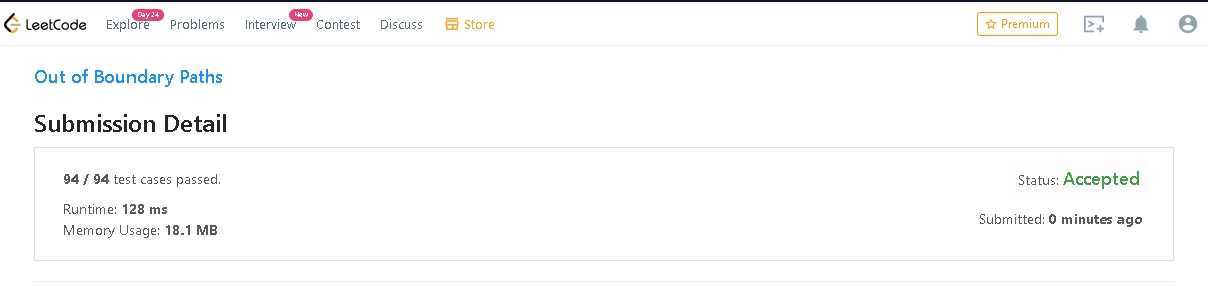 LeetCode Explore Day 24 Problems Interview New Contest Discuss Store Premium
Out of Boundary Paths
Submission Detail
94 / 94 test cases passed.
Status: Accepted
Runtime: 128 ms
Submitted: 0 minutes ago
Memory Usage: 18.1 MB